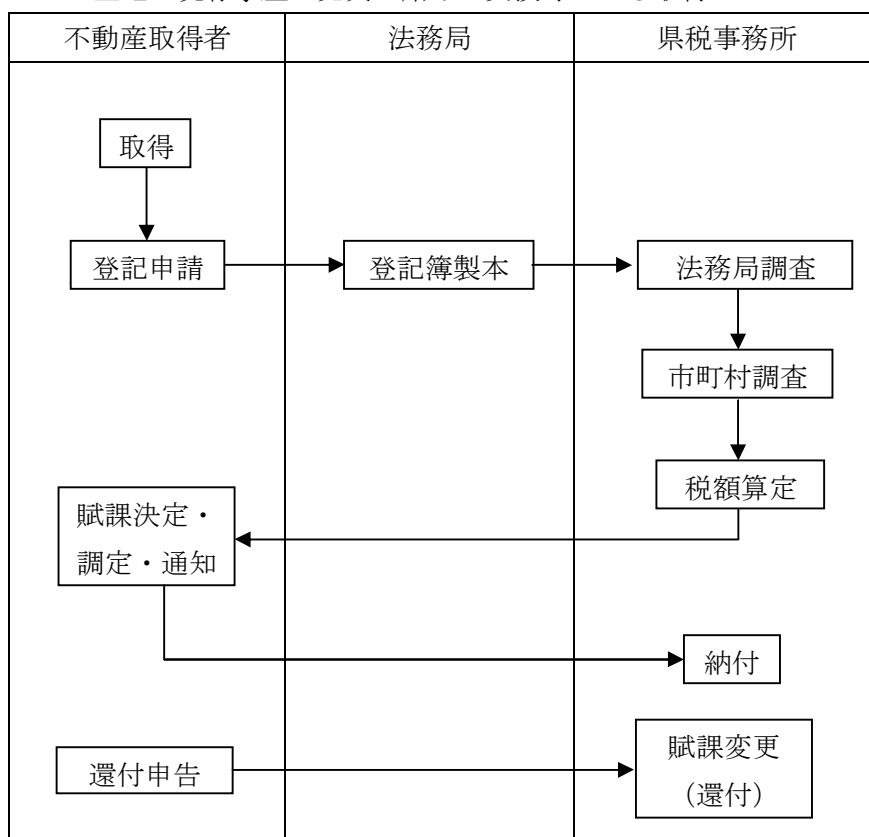 不動産取得者 法務局 県税事務所
取得
登記申請 登記簿製本 法務局調査
市町村調査
税額算定
賦課決定・
調定・通知
納付
還付申告
賦課変更
(還付)